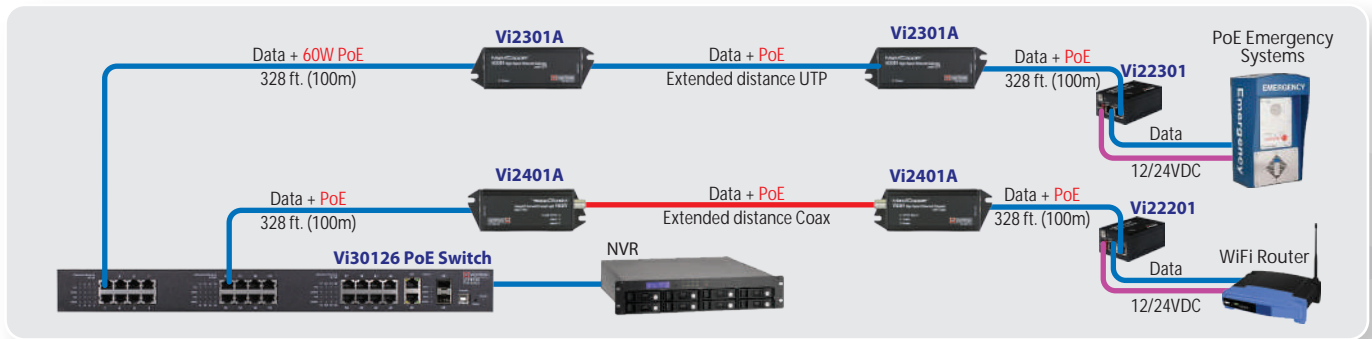 Vi2301A
Vi2301A
PoE Emergency
Systems
Data + 60W PoE
328 ft. (100m)
Data + PoE
Extended distance UTP
Data + PoE
328 ft. (100m)
Vi22301
EMERGENCY
Emergency
Data
12/24VDC
Vi2401A
Vi2401A
Data + PoE
328 ft. (100m)
Data + PoE
Extended distance Coax
Data + PoE
328 ft. (100m)
Vi22201
Vi30126 PoE Switch
NVR
WiFi Router
Data
12/24VDC